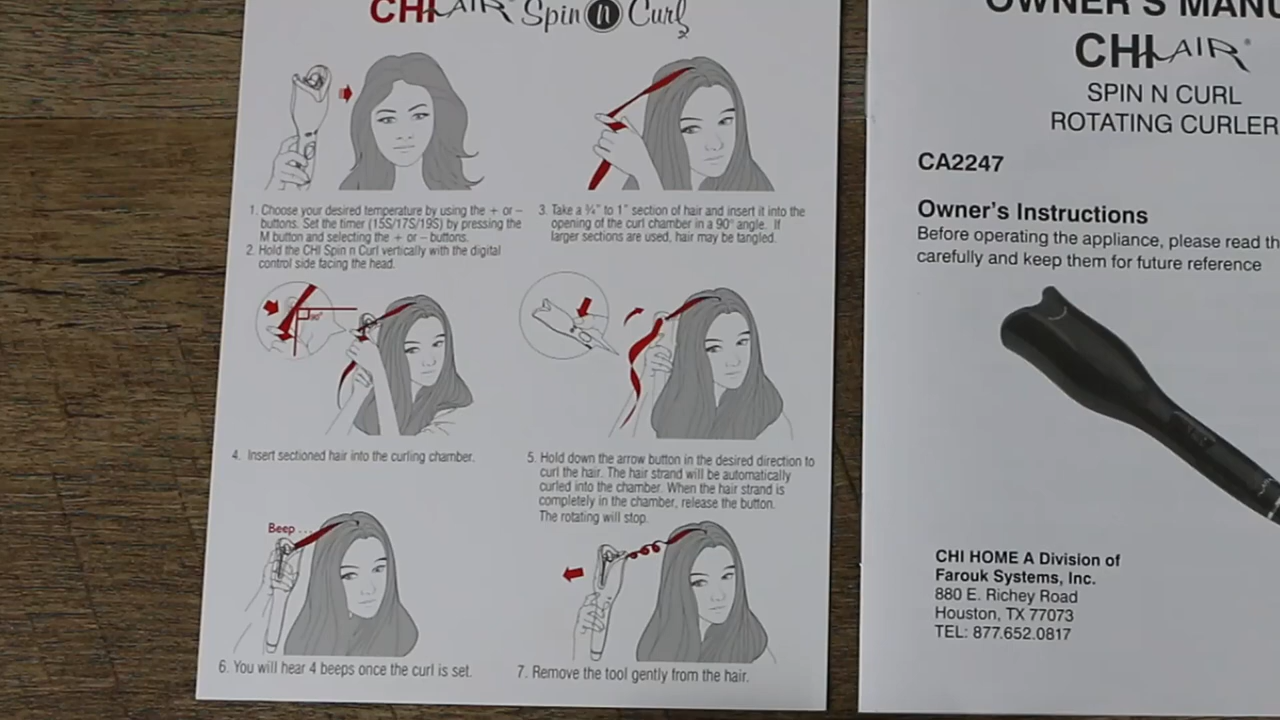 CHI AIR Spin n Curl
1. Choose your desired temperature by using the + or –
buttons. Set the timer (15S/17S/19S) by pressing the
M button and selecting the + or – buttons.
2. Hold the CHI Spin n Curl vertically with the digital
control side facing the head.
3. Take a ¾" to 1" section of hair and insert it into the
opening of the curl chamber in a 90° angle. If
larger sections are used, hair may be tangled.
90°
4. Insert sectioned hair into the curling chamber.
5. Hold down the arrow button in the desired direction to
curl the hair. The hair strand will be automatically
curled into the chamber. When the hair strand is
completely in the chamber, release the button.
The rotating will stop.
Beep ...
6. You will hear 4 beeps once the curl is set.
7. Remove the tool gently from the hair.
OWNER'S MANU
CHI AIR®
SPIN N CURL
ROTATING CURLER
CA2247
Owner's Instructions
Before operating the appliance, please read th
carefully and keep them for future reference
CHI HOME A Division of
Farouk Systems, Inc.
880 E. Richey Road
Houston, TX 77073
TEL: 877.652.0817